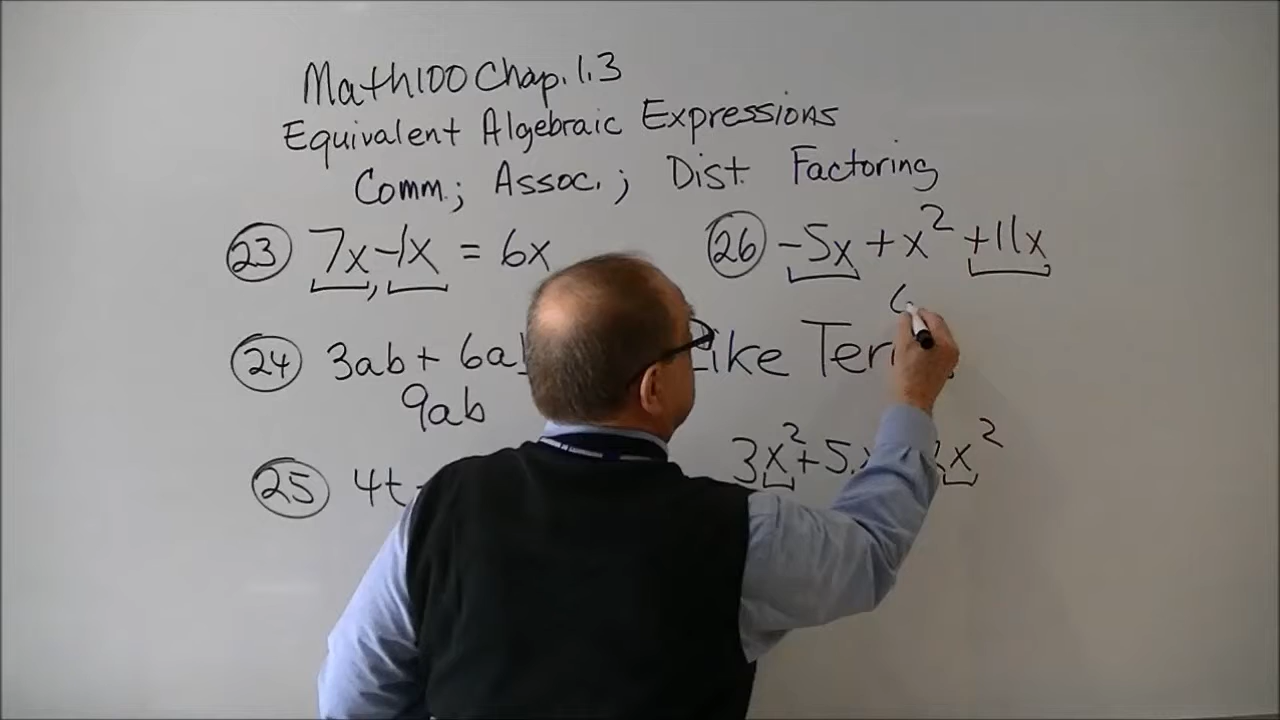 Math100 Chap. 1.3
Equivalent Algebraic Expressions
Comm.; Assoc.; Dist. Factoring
23 7x, -1x = 6x
26 -5x + x² +11x
6
24 3ab + 6a
9ab
Like
3x² + 5 x²
25 4t